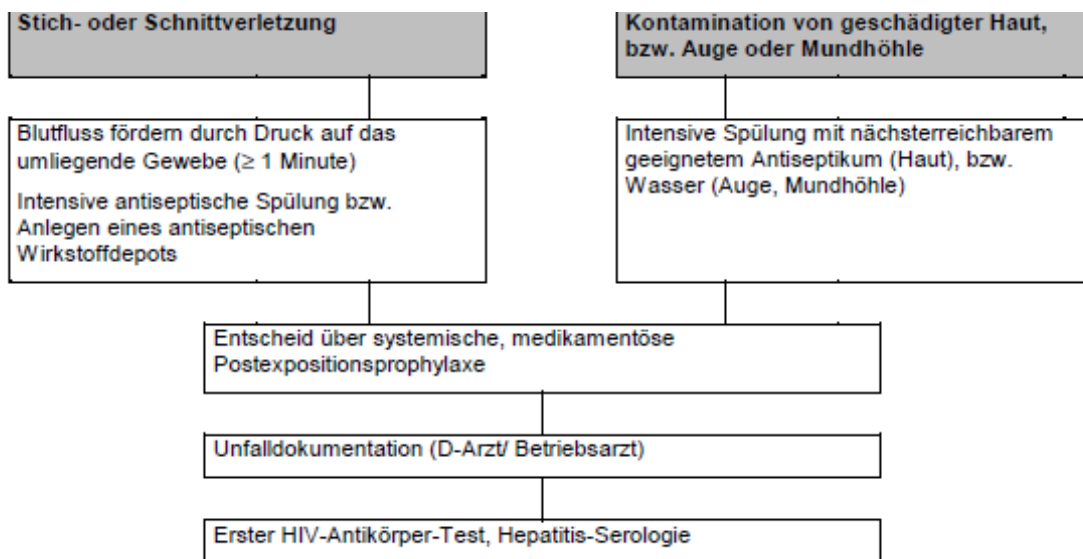 Stich- oder Schnittverletzung
Kontamination von geschädigter Haut,
bzw. Auge oder Mundhöhle
Blutfluss fördern durch Druck auf das
umliegende Gewebe (≥ 1 Minute)
Intensive antiseptische Spülung bzw.
Anlegen eines antiseptischen
Wirkstoffdepots
Intensive Spülung mit nächsterreichbarem
geeignetem Antiseptikum (Haut), bzw.
Wasser (Auge, Mundhöhle)
Entscheid über systemische, medikamentöse
Postexpositionsprophylaxe
Unfalldokumentation (D-Arzt/ Betriebsarzt)
Erster HIV-Antikörper-Test, Hepatitis-Serologie